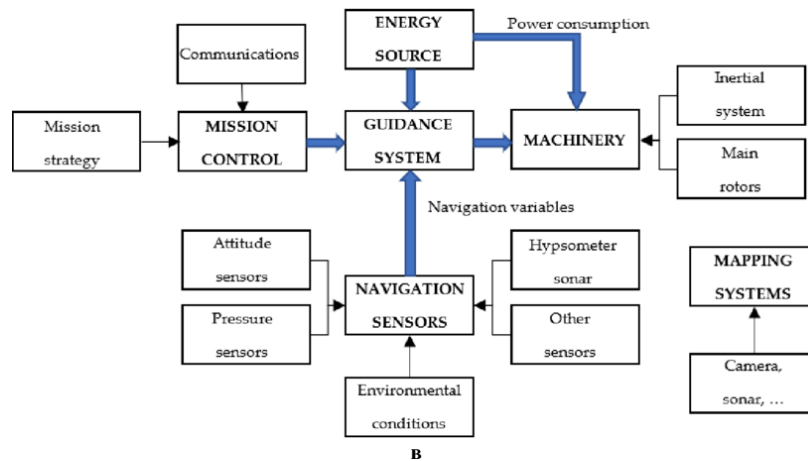 ENERGY
SOURCE
Power consumption
Communications
Inertial
system
Mission
strategy
MISSION
CONTROL
GUIDANCE
SYSTEM
MACHINERY
Main
rotors
Navigation variables
Attitude
sensors
Hypsometer
sonar
MAPPING
SYSTEMS
NAVIGATION
SENSORS
Pressure
sensors
Other
sensors
Camera,
sonar, ...
Environmental
conditions
B